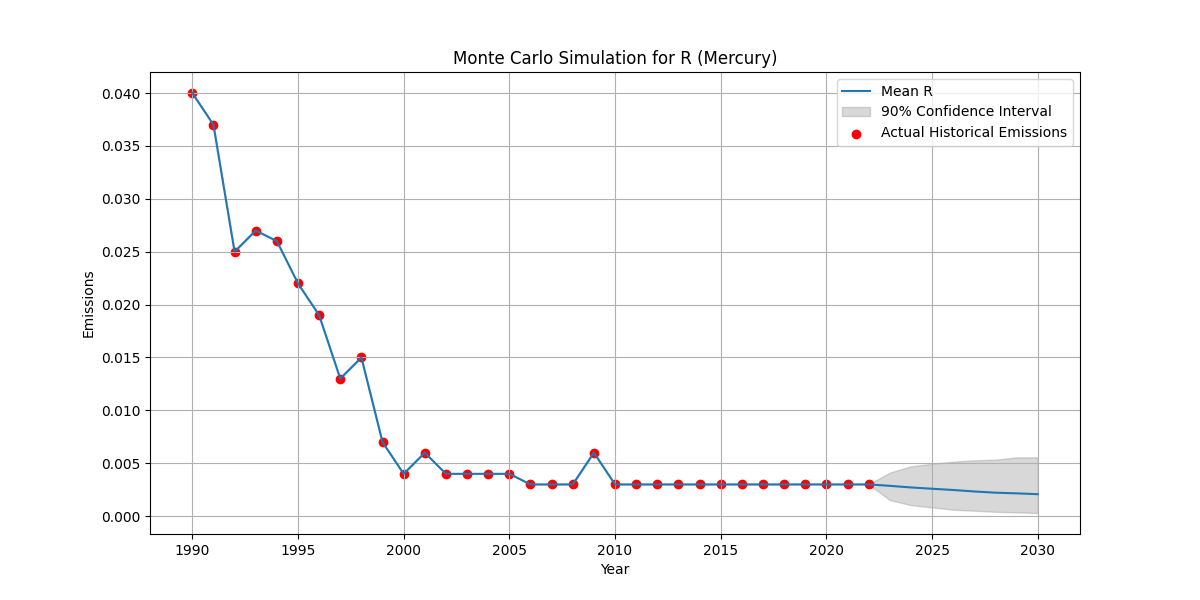 Monte Carlo Simulation for R (Mercury)
Mean R
90% Confidence Interval
Actual Historical Emissions
0.040
0.035
0.030
0.025
0.020
0.015
0.010
0.005
0.000
Emissions
1990 1995 2000 2005 2010 2015 2020 2025 2030
Year